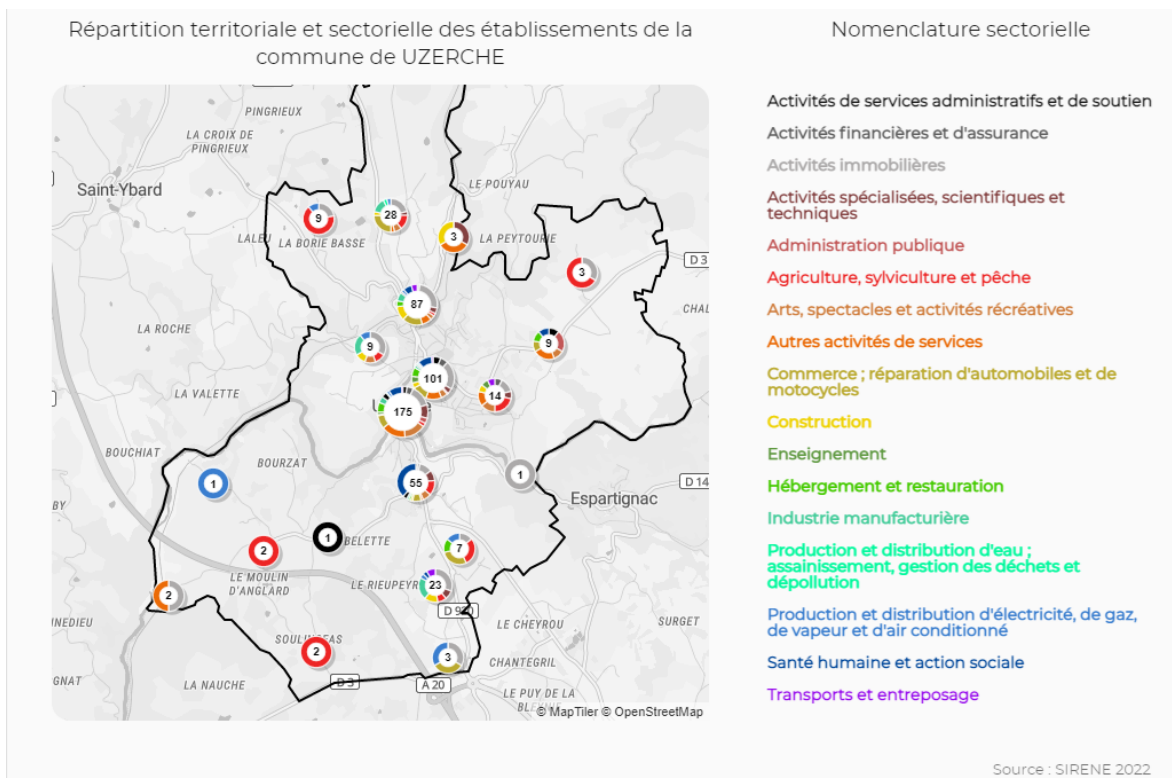 Répartition territoriale et sectorielle des établissements de la
commune de UZERCHE
PINGRIEUX
LA CROIX DE
PINGRIEUX
Saint-Ybard
LE POUYAU
9
28
LALEU
LA BORIE BASSE
3
LA PEYTOURIE
D 3
3
87
CHAL
LA ROCHE
9
9
101
LA VALETTE
14
175
BOUCHIAT
BOURZAT
1
55
1
D 14
Espartignac
BY
1
BELETTE
2
7
LE MOULIN
D'ANGLARD
LE RIEUPEYR
23
2
D 920
INEDIEU
LE CHEYROU
SURGET
SOULINGEAS
2
3
CHANTEGRIL
GNAT
LA NAUCHE
D 3
A 20
LE PUY DE LA
© MapTiler © OpenStreetMap
Nomenclature sectorielle
Activités de services administratifs et de soutien
Activités financières et d'assurance
Activités immobilières
Activités spécialisées, scientifiques et
techniques
Administration publique
Agriculture, sylviculture et pêche
Arts, spectacles et activités récréatives
Autres activités de services
Commerce ; réparation d'automobiles et de
motocycles
Construction
Enseignement
Hébergement et restauration
Industrie manufacturière
Production et distribution d'eau ;
assainissement, gestion des déchets et
dépollution
Production et distribution d'électricité, de gaz,
de vapeur et d'air conditionné
Santé humaine et action sociale
Transports et entreposage
Source : SIRENE 2022